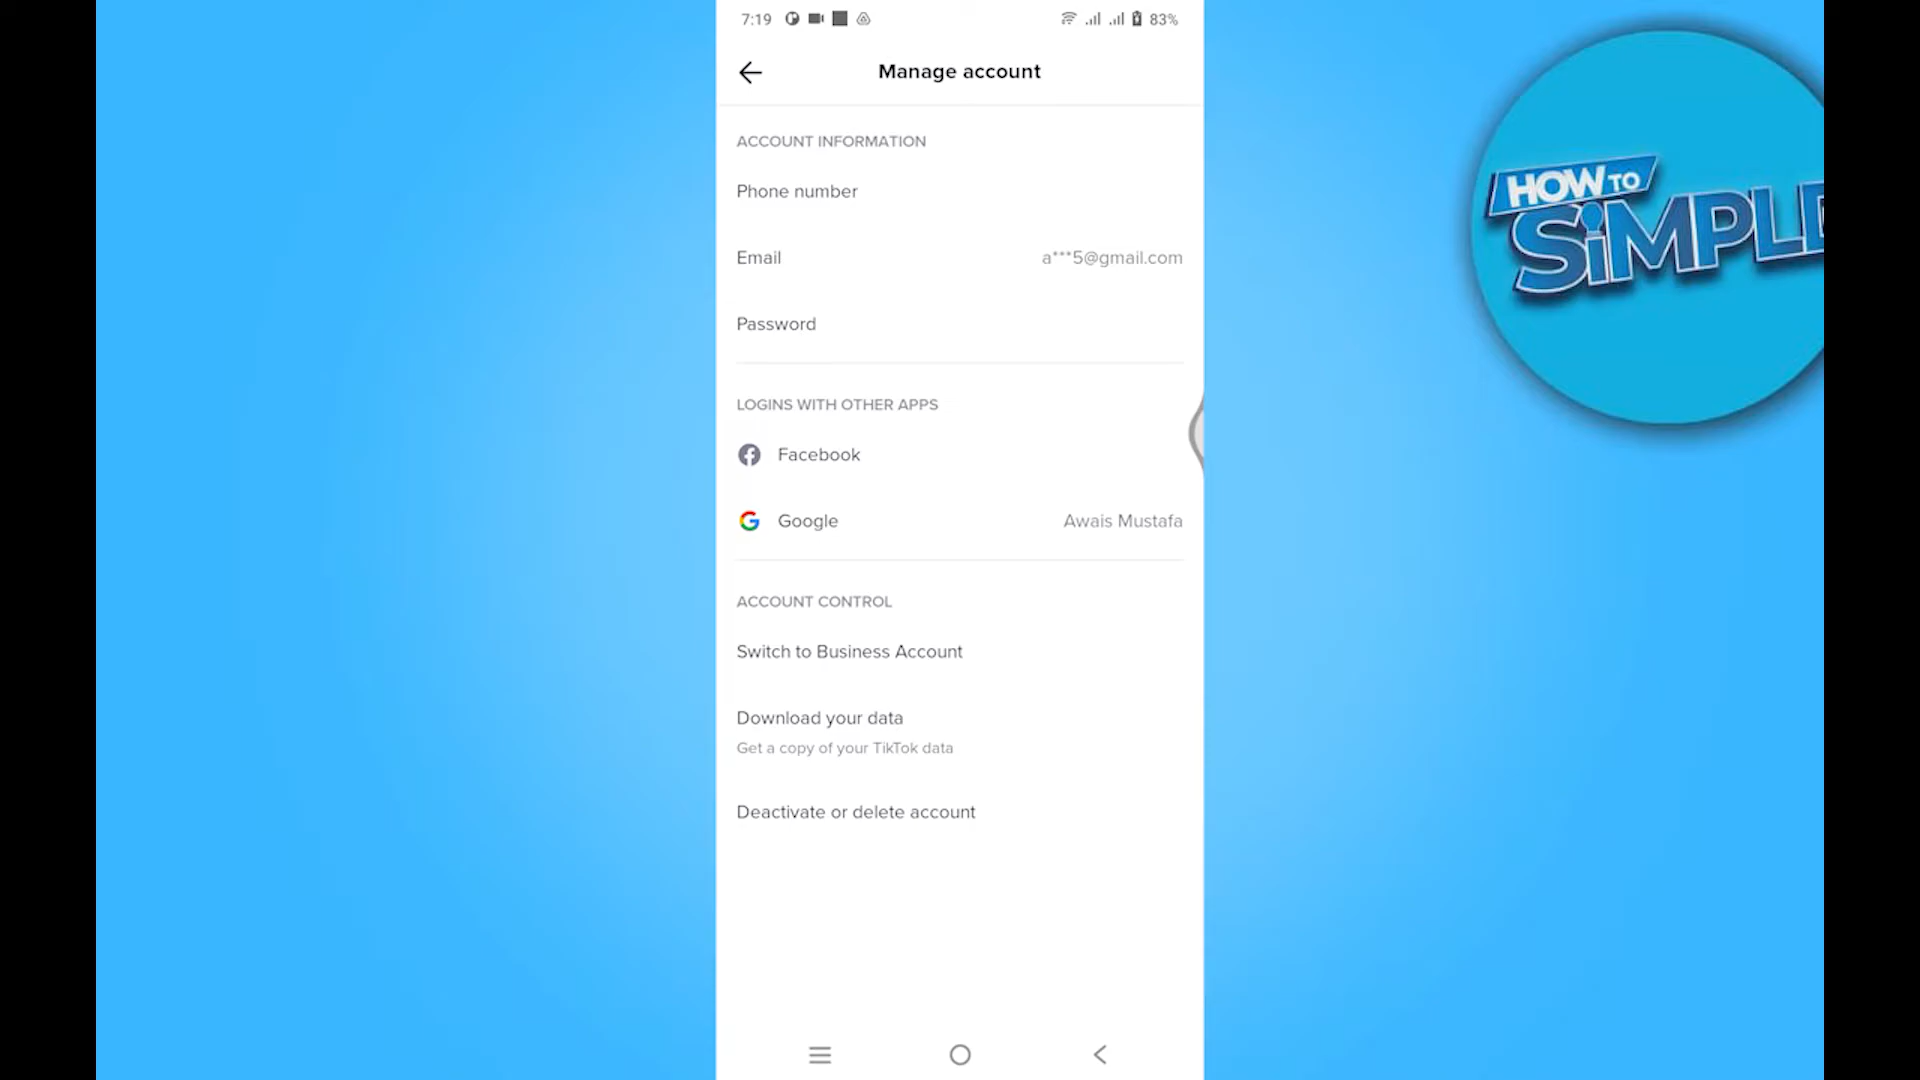 7:19
83%
Manage account
ACCOUNT INFORMATION
Phone number
Email a***5@gmail.com
Password
LOGINS WITH OTHER APPS
Facebook
Google Awais Mustafa
ACCOUNT CONTROL
Switch to Business Account
Download your data
Get a copy of your TikTok data
Deactivate or delete account
HOW TO
SiMPLE